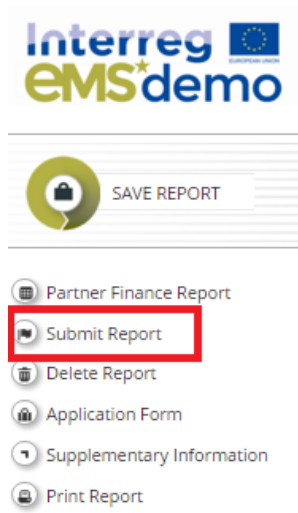 Interreg
EUROPEAN UNION
eMS*demo
SAVE REPORT
Partner Finance Report
Submit Report
Delete Report
Application Form
Supplementary Information
Print Report